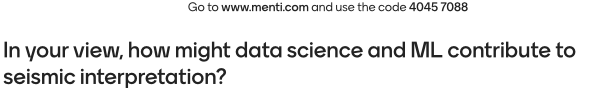 Go to www.menti.com and use the code 4045 7088
In your view, how might data science and ML contribute to
seismic interpretation?